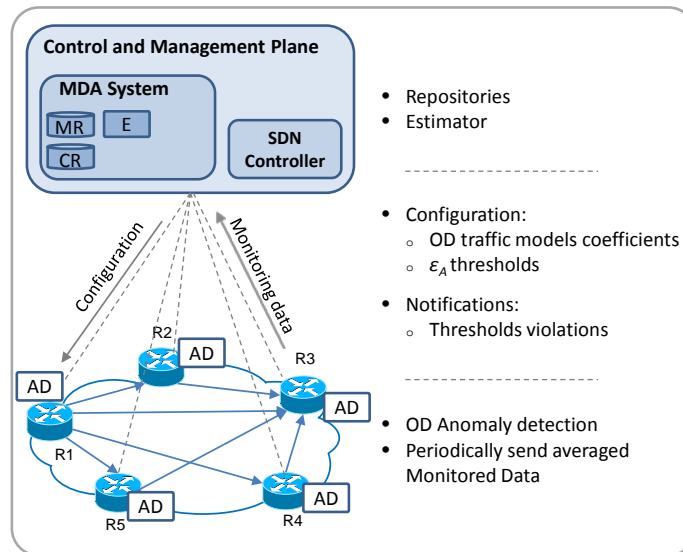 Control and Management Plane
MDA System
MR
E
CR
SDN
Controller
Configuration
Monitoring data
R2
AD
R3
AD
AD
R1
AD
R5
AD
R4
• Repositories
• Estimator
• Configuration:
o OD traffic models coefficients
o εA thresholds
• Notifications:
o Thresholds violations
• OD Anomaly detection
• Periodically send averaged
Monitored Data